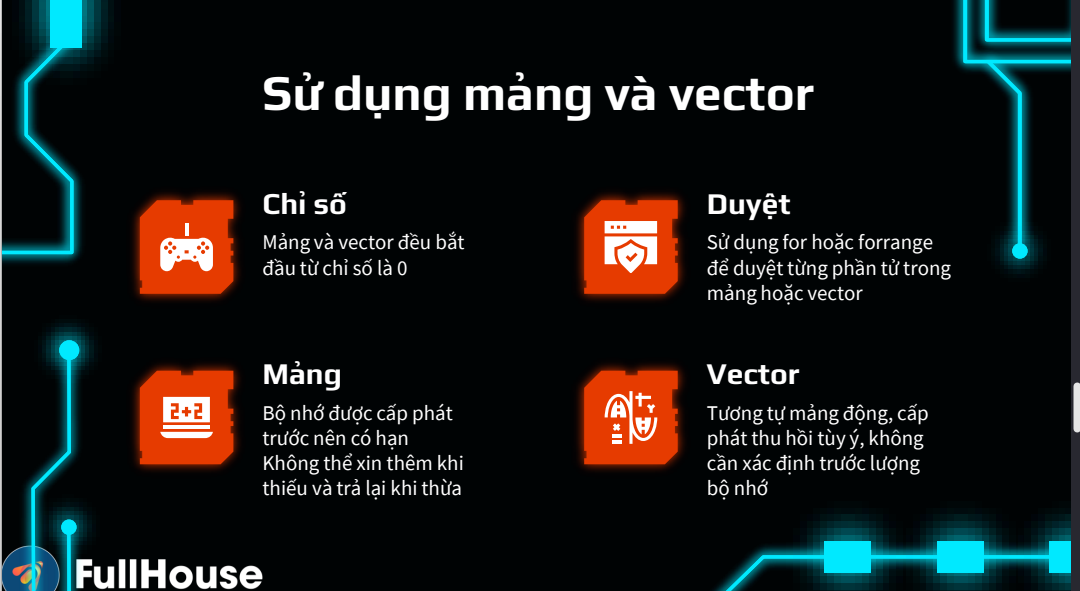 Sử dụng mảng và vector
Chỉ số
Mảng và vector đều bắt
đầu từ chỉ số là 0
Duyệt
Sử dụng for hoặc forrange
để duyệt từng phần tử trong
mảng hoặc vector
Mảng
Bộ nhớ được cấp phát
trước nên có hạn
Không thể xin thêm khi
thiếu và trả lại khi thừa
2+2
Vector
Tương tự mảng động, cấp
phát thu hồi tùy ý, không
cần xác định trước lượng
bộ nhớ
FullHouse